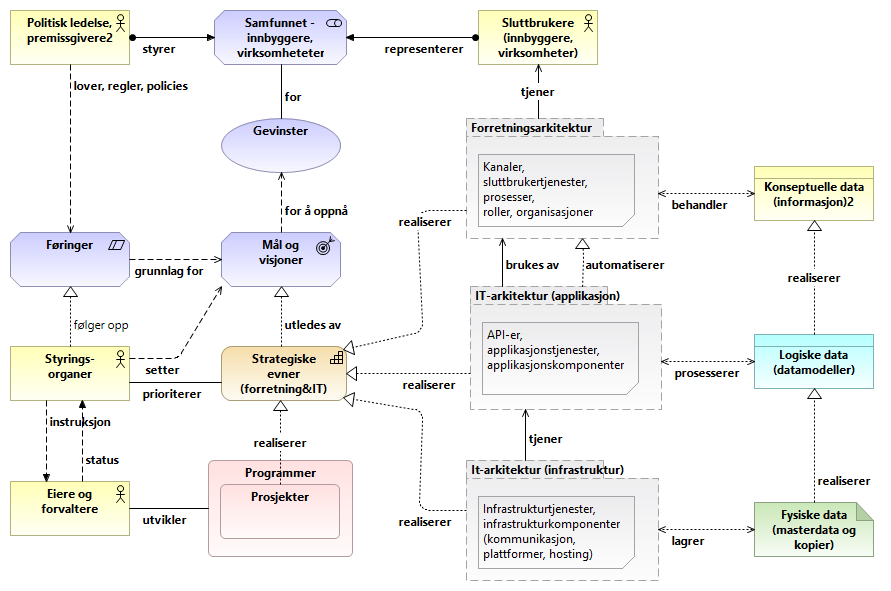 Politisk ledelse,
premissgivere2
styrer
Samfunnet -
innbyggere,
virksomheteter
representerer
Sluttbrukere
(innbyggere,
virksomheter)
lover, regler, policies
for
tjener
Gevinster
Forretningsarkitektur
Kanaler,
sluttbrukertjenester,
prosesser,
roller, organisasjoner
Konseptuelle data
(informasjon)2
behandler
for å oppnå
realiserer
Føringer
grunnlag for
Mål og
visjoner
brukes av
automatiserer
realiserer
følger opp
utledes av
IT-arkitektur (applikasjon)
API-er,
applikasjonstjenester,
applikasjonskomponenter
Styrings-
organer
setter
prioriterer
Strategiske
evner
(forretning&IT)
realiserer
prosesserer
Logiske data
(datamodeller)
instruksjon
status
realiserer
tjener
Eiere og
forvaltere
utvikler
Programmer
Prosjekter
realiserer
It-arkitektur (infrastruktur)
Infrastrukturtjenester,
infrastrukturkomponenter
(kommunikasjon,
plattformer, hosting)
lagrer
realiserer
Fysiske data
(masterdata og
kopier)